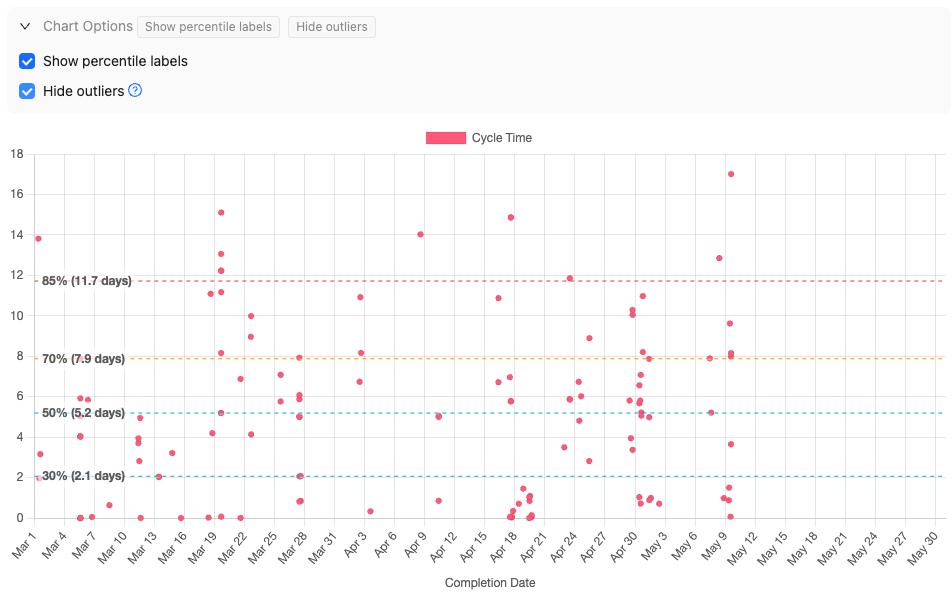 Chart Options Show percentile labels Hide outliers
Show percentile labels
Hide outliers ?
Cycle Time
18
16
14
12
85% (11.7 days)
10
8
70% (7.9 days)
6
50% (5.2 days)
4
2
30% (2.1 days)
0
Mar 1 Mar 4 Mar 7 Mar 10 Mar 13 Mar 16 Mar 19 Mar 22 Mar 25 Mar 28 Mar 31 Apr 3 Apr 6 Apr 9 Apr 12 Apr 15 Apr 18 Apr 21 Apr 24 Apr 27 Apr 30 May 3 May 6 May 9 May 12 May 15 May 18 May 21 May 24 May 27 May 30
Completion Date